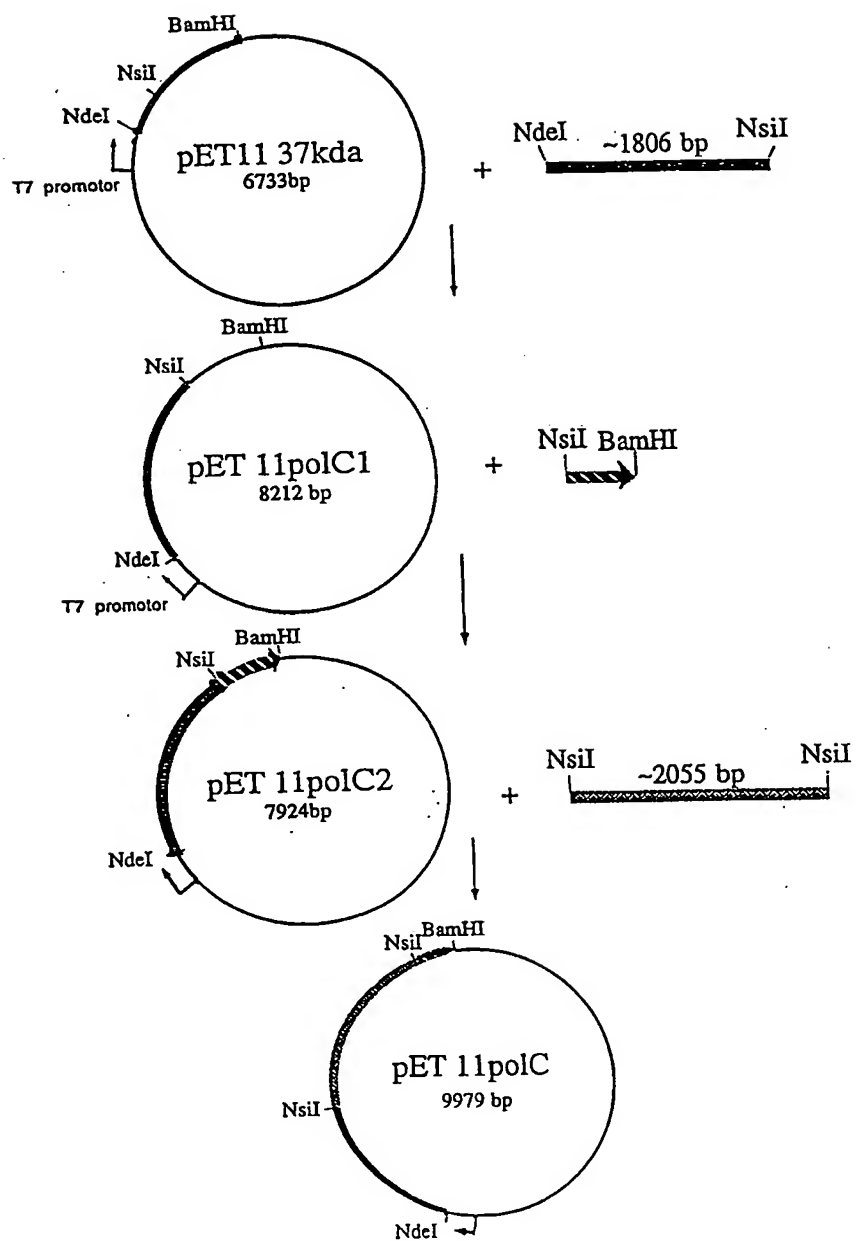 BamHI
NsiI
NdeI
T7 promotor
pET11 37kda
6733bp
+
NdeI ~1806 bp NsiI
BamHI
NsiI
pET 11polC1
8212 bp
NdeI
T7 promotor
+
NsiI BamHI
BamHI
NsiI
pET 11polC2
7924bp
NdeI
+
NsiI ~2055 bp NsiI
NsiI BamHI
pET 11polC
9979 bp
NsiI
NdeI